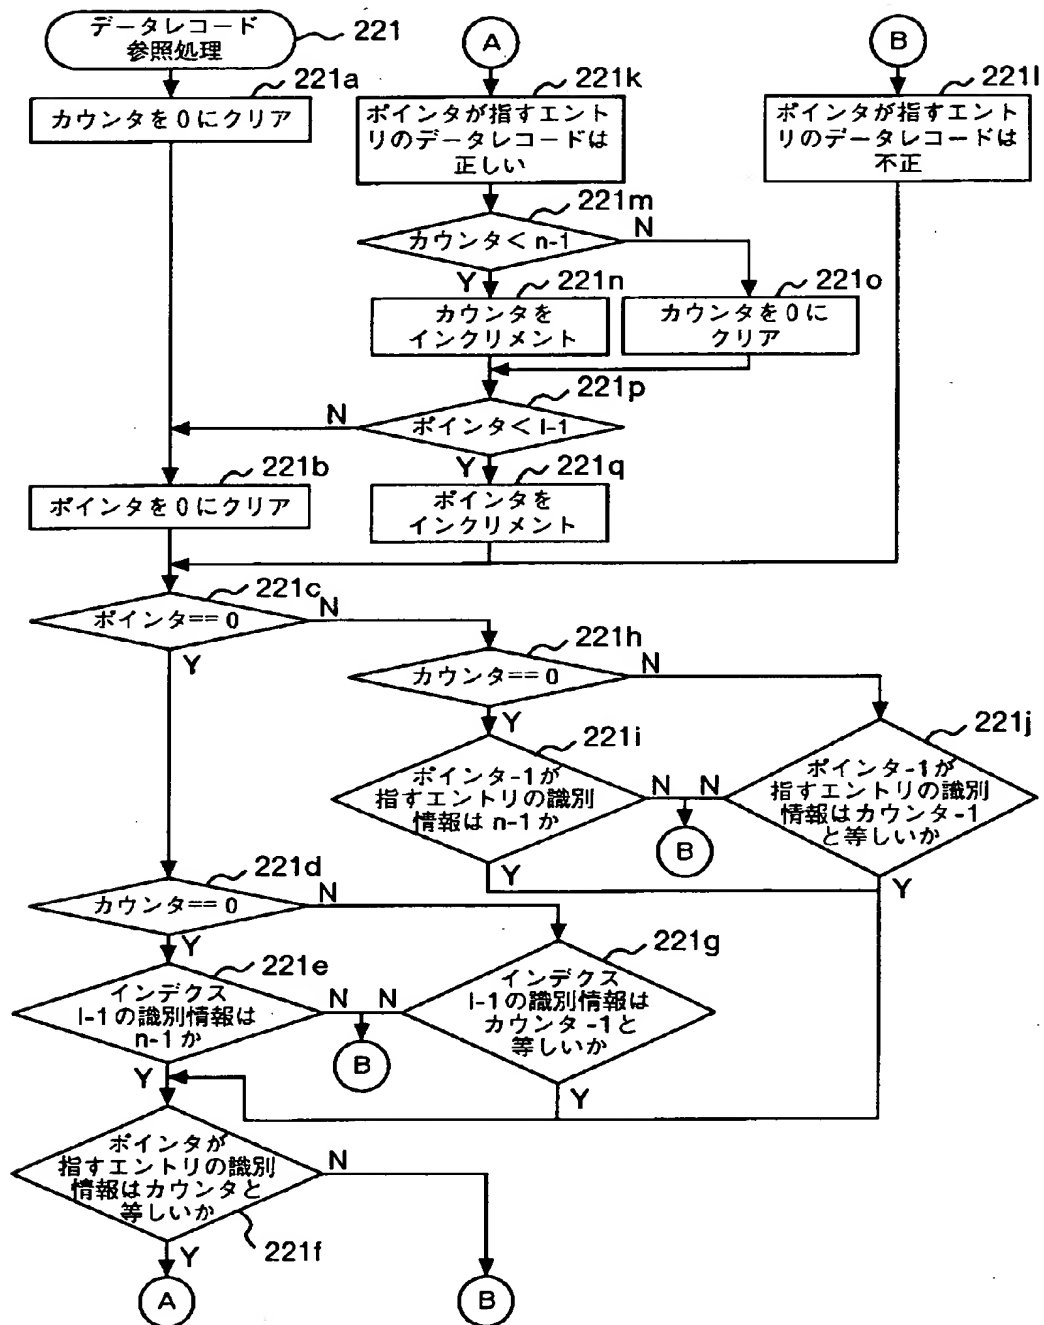 データレコード
参照処理
221
221a
カウンタを0にクリア
A
221k
ポインタが指すエント
リのデータレコードは
正しい
B
221l
ポインタが指すエント
リのデータレコードは
不正
221m
カウンタ< n-1
N
Y
221n
カウンタを
インクリメント
221o
カウンタを0に
クリア
221p
ポインタ< l-1
N
Y
221b
ポインタを0にクリア
221q
ポインタを
インクリメント
221c
ポインタ== 0
N
Y
221h
カウンタ== 0
N
Y
221i
ポインタ-1が
指すエントリの識別
情報は n-1か
N
Y
221j
ポインタ-1が
指すエントリの識別
情報はカウンタ-1
と等しいか
N
Y
B
221d
カウンタ== 0
N
Y
221e
インデクス
l-1の識別情報は
n-1か
N
Y
221g
インデクス
l-1の識別情報は
カウンタ-1と
等しいか
N
Y
B
ポインタが
指すエントリの識別
情報はカウンタと
等しいか
N
Y
221f
A
B